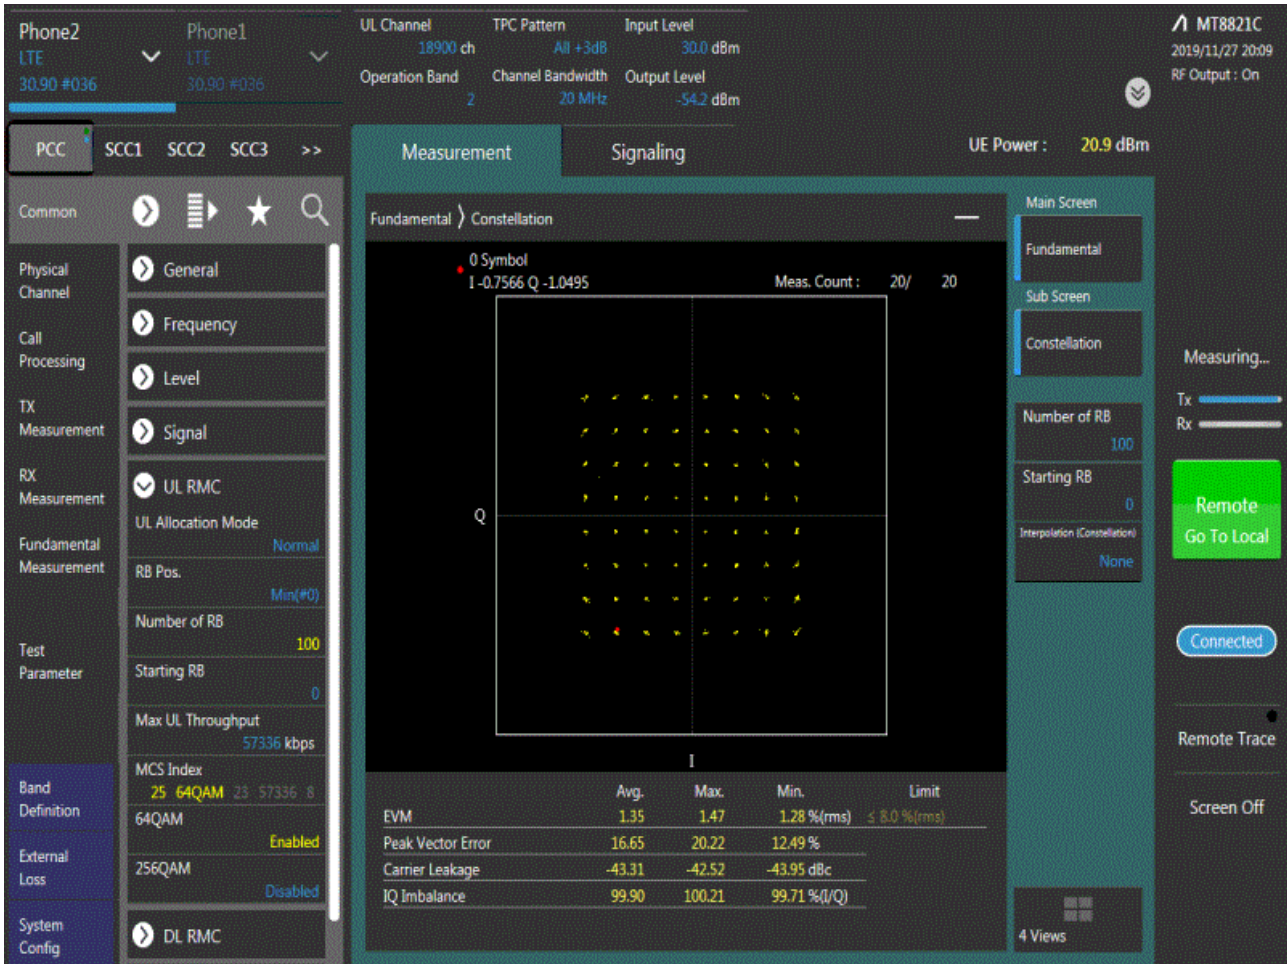 Phone2
LTE
30.90 #036
Phone1
LTE
30.90 #036
UL Channel
18900 ch
TPC Pattern
All +3dB
Input Level
30.0 dBm
Operation Band
2
Channel Bandwidth
20 MHz
Output Level
-54.2 dBm
MT8821C
2019/11/27 20:09
RF Output : On
PCC SCC1 SCC2 SCC3 >>
Measurement
Signaling
UE Power : 20.9 dBm
Common
Physical
Channel
Call
Processing
TX
Measurement
RX
Measurement
Fundamental
Measurement
Test
Parameter
Band
Definition
External
Loss
System
Config
General
Frequency
Level
Signal
UL RMC
UL Allocation Mode
Normal
RB Pos.
Min(#0)
Number of RB
100
Starting RB
0
Max UL Throughput
57336 kbps
MCS Index
25 64QAM 23 57336 8
64QAM
Enabled
256QAM
Disabled
DL RMC
Fundamental 〉 Constellation
0 Symbol
I -0.7566 Q -1.0495
Meas. Count : 20/ 20
Q
I
Avg. Max. Min. Limit
EVM 1.35 1.47 1.28 %(rms) ≤ 8.0 %(rms)
Peak Vector Error 16.65 20.22 12.49 %
Carrier Leakage -43.31 -42.52 -43.95 dBc
IQ Imbalance 99.90 100.21 99.71 %(I/Q)
Main Screen
Fundamental
Sub Screen
Constellation
Number of RB
100
Starting RB
0
Interpolation (Constellation)
None
4 Views
Measuring...
Tx
Rx
Remote
Go To Local
Connected
Remote Trace
Screen Off